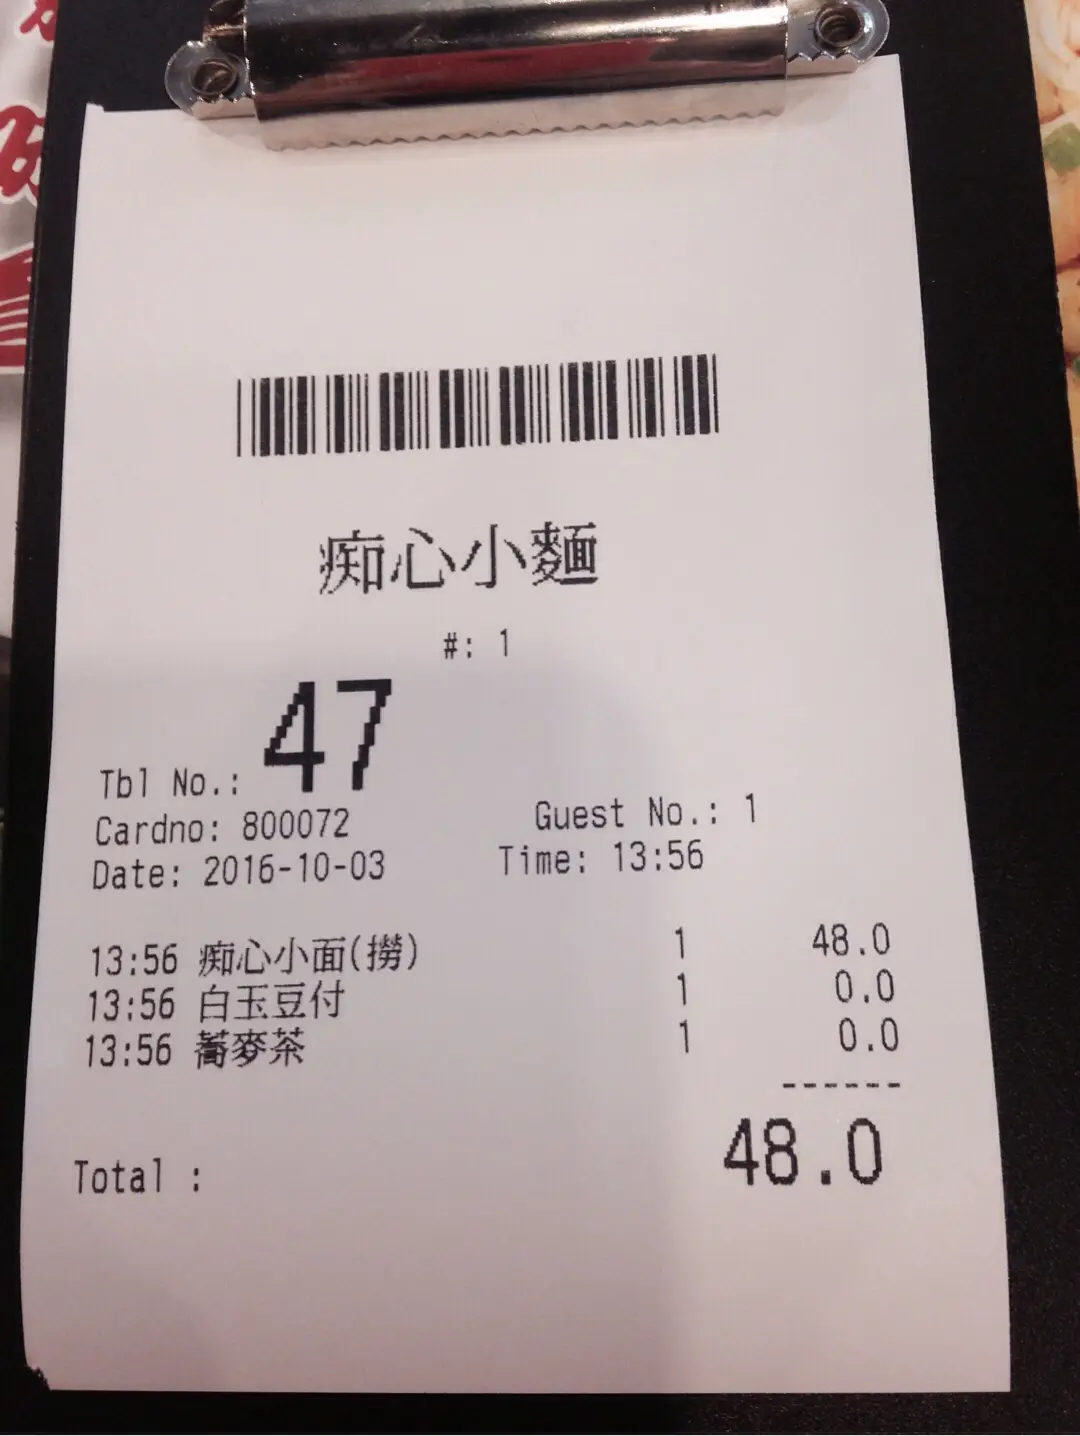 痴心小麵
#: 1
Tbl No.: 47
Cardno: 800072 Guest No.: 1
Date: 2016-10-03 Time: 13:56
13:56 痴心小面(撈) 1 48.0
13:56 白玉豆付 1 0.0
13:56 蕎麥茶 1 0.0
------
Total : 48.0